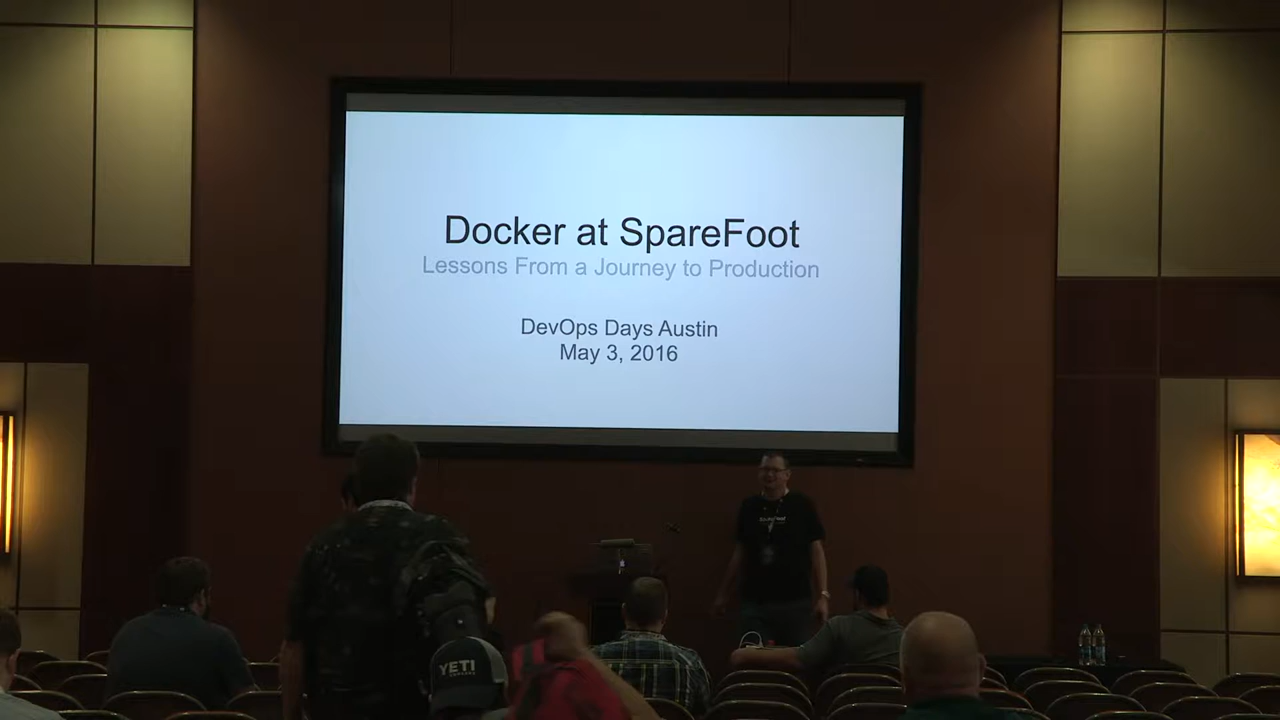 Docker at SpareFoot
Lessons From a Journey to Production
DevOps Days Austin
May 3, 2016
YETI